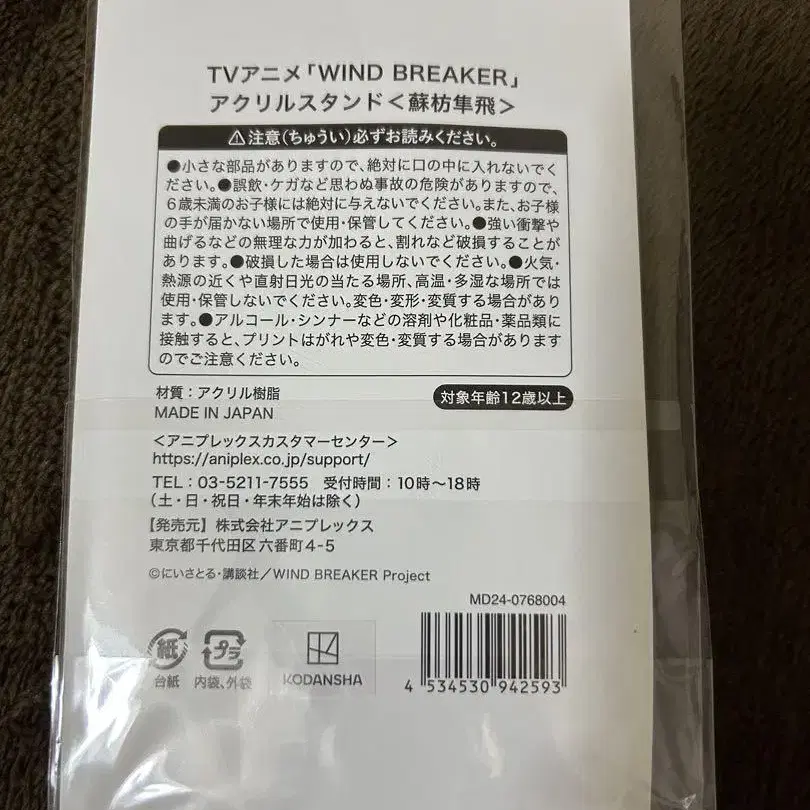 TVアニメ「WIND BREAKER」
アクリルスタンド＜蘇枋隼飛＞
⚠注意（ちゅうい）必ずお読みください。
●小さな部品がありますので、絶対に口の中に入れないでく
ださい。●誤飲・ケガなど思わぬ事故の危険がありますので、
6歳未満のお子様には絶対に与えないでください。また、お子様
の手が届かない場所で使用・保管してください。●強い衝撃や
曲げるなどの無理な力が加わると、割れなど破損することが
あります。●破損した場合は使用しないでください。●火気・
熱源の近くや直射日光の当たる場所、高温・多湿な場所では
使用・保管しないでください。変色・変形・変質する場合があり
ます。●アルコール・シンナーなどの溶剤や化粧品・薬品類に
接触すると、プリントはがれや変色・変質する場合があります
のでご注意ください。
材質：アクリル樹脂
MADE IN JAPAN
対象年齢12歳以上
＜アニプレックスカスタマーセンター＞
https://aniplex.co.jp/support/
TEL：03-5211-7555　受付時間：10時〜18時
（土・日・祝日・年末年始は除く）
【発売元】株式会社アニプレックス
東京都千代田区六番町4-5
©にいさとる・講談社／WIND BREAKER Project
MD24-0768004
紙
台紙
プラ
内袋、外袋
KODANSHA
4 534530 942593